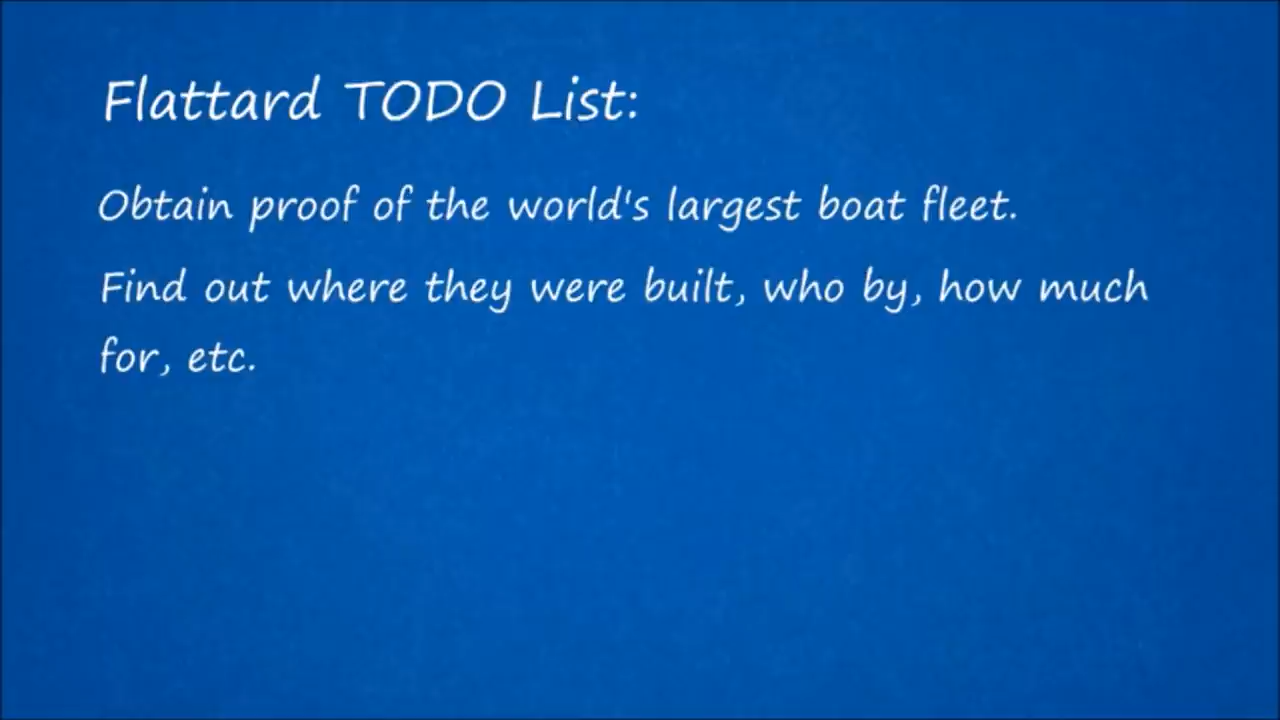 Flattard TODO List:
Obtain proof of the world's largest boat fleet.
Find out where they were built, who by, how much
for, etc.